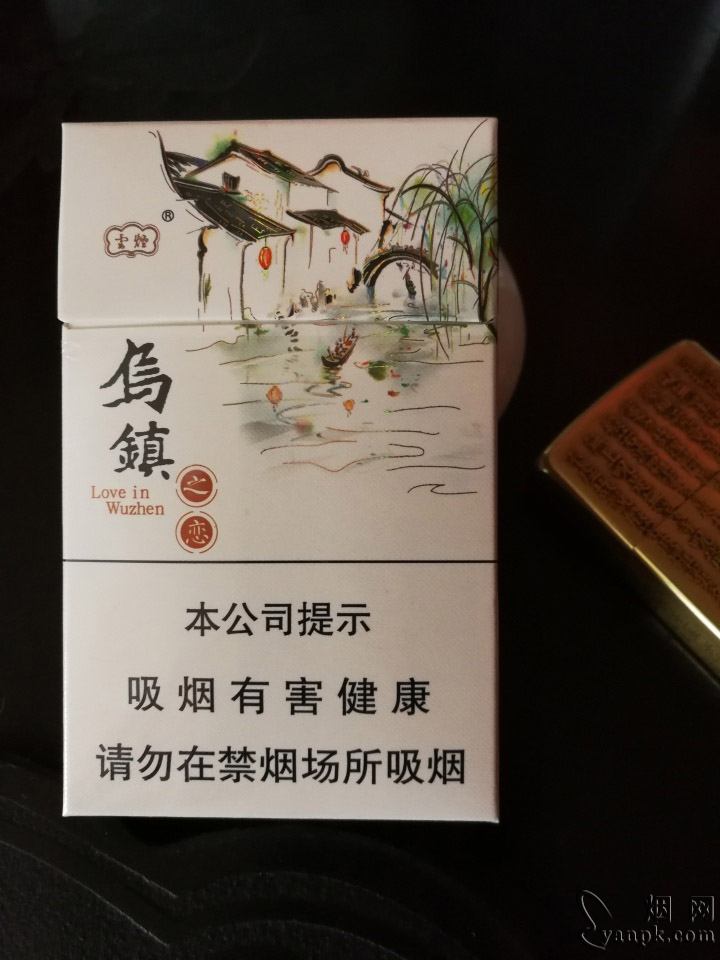 雲煙
®
烏
鎮
之
恋
Love in
Wuzhen
本公司提示
吸烟有害健康
请勿在禁烟场所吸烟
烟网
yanpk.com